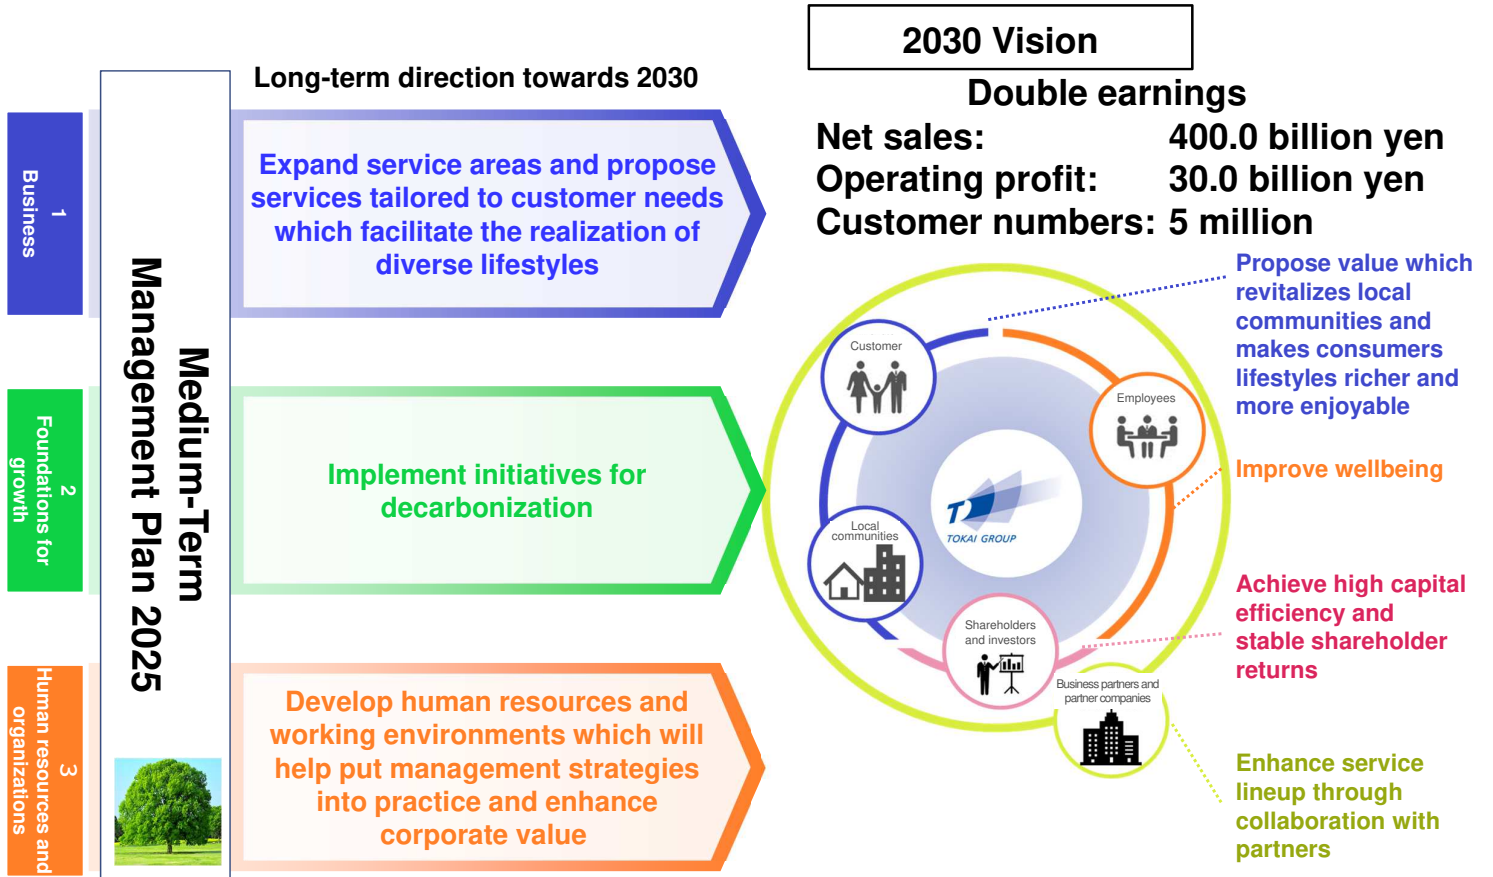 2030 Vision
Long-term direction towards 2030
Double earnings
Net sales: 400.0 billion yen
Operating profit: 30.0 billion yen
Customer numbers: 5 million
Medium-Term
Management Plan 2025
1
Business
Expand service areas and propose
services tailored to customer needs
which facilitate the realization of
diverse lifestyles
2
Foundations for
growth
Implement initiatives for
decarbonization
3
Human resources and
organizations
Develop human resources and
working environments which will
help put management strategies
into practice and enhance
corporate value
Customer
Employees
Local
communities
TOKAI GROUP
Shareholders
and investors
Business partners and
partner companies
Propose value which
revitalizes local
communities and
makes consumers
lifestyles richer and
more enjoyable
Improve wellbeing
Achieve high capital
efficiency and
stable shareholder
returns
Enhance service
lineup through
collaboration with
partners